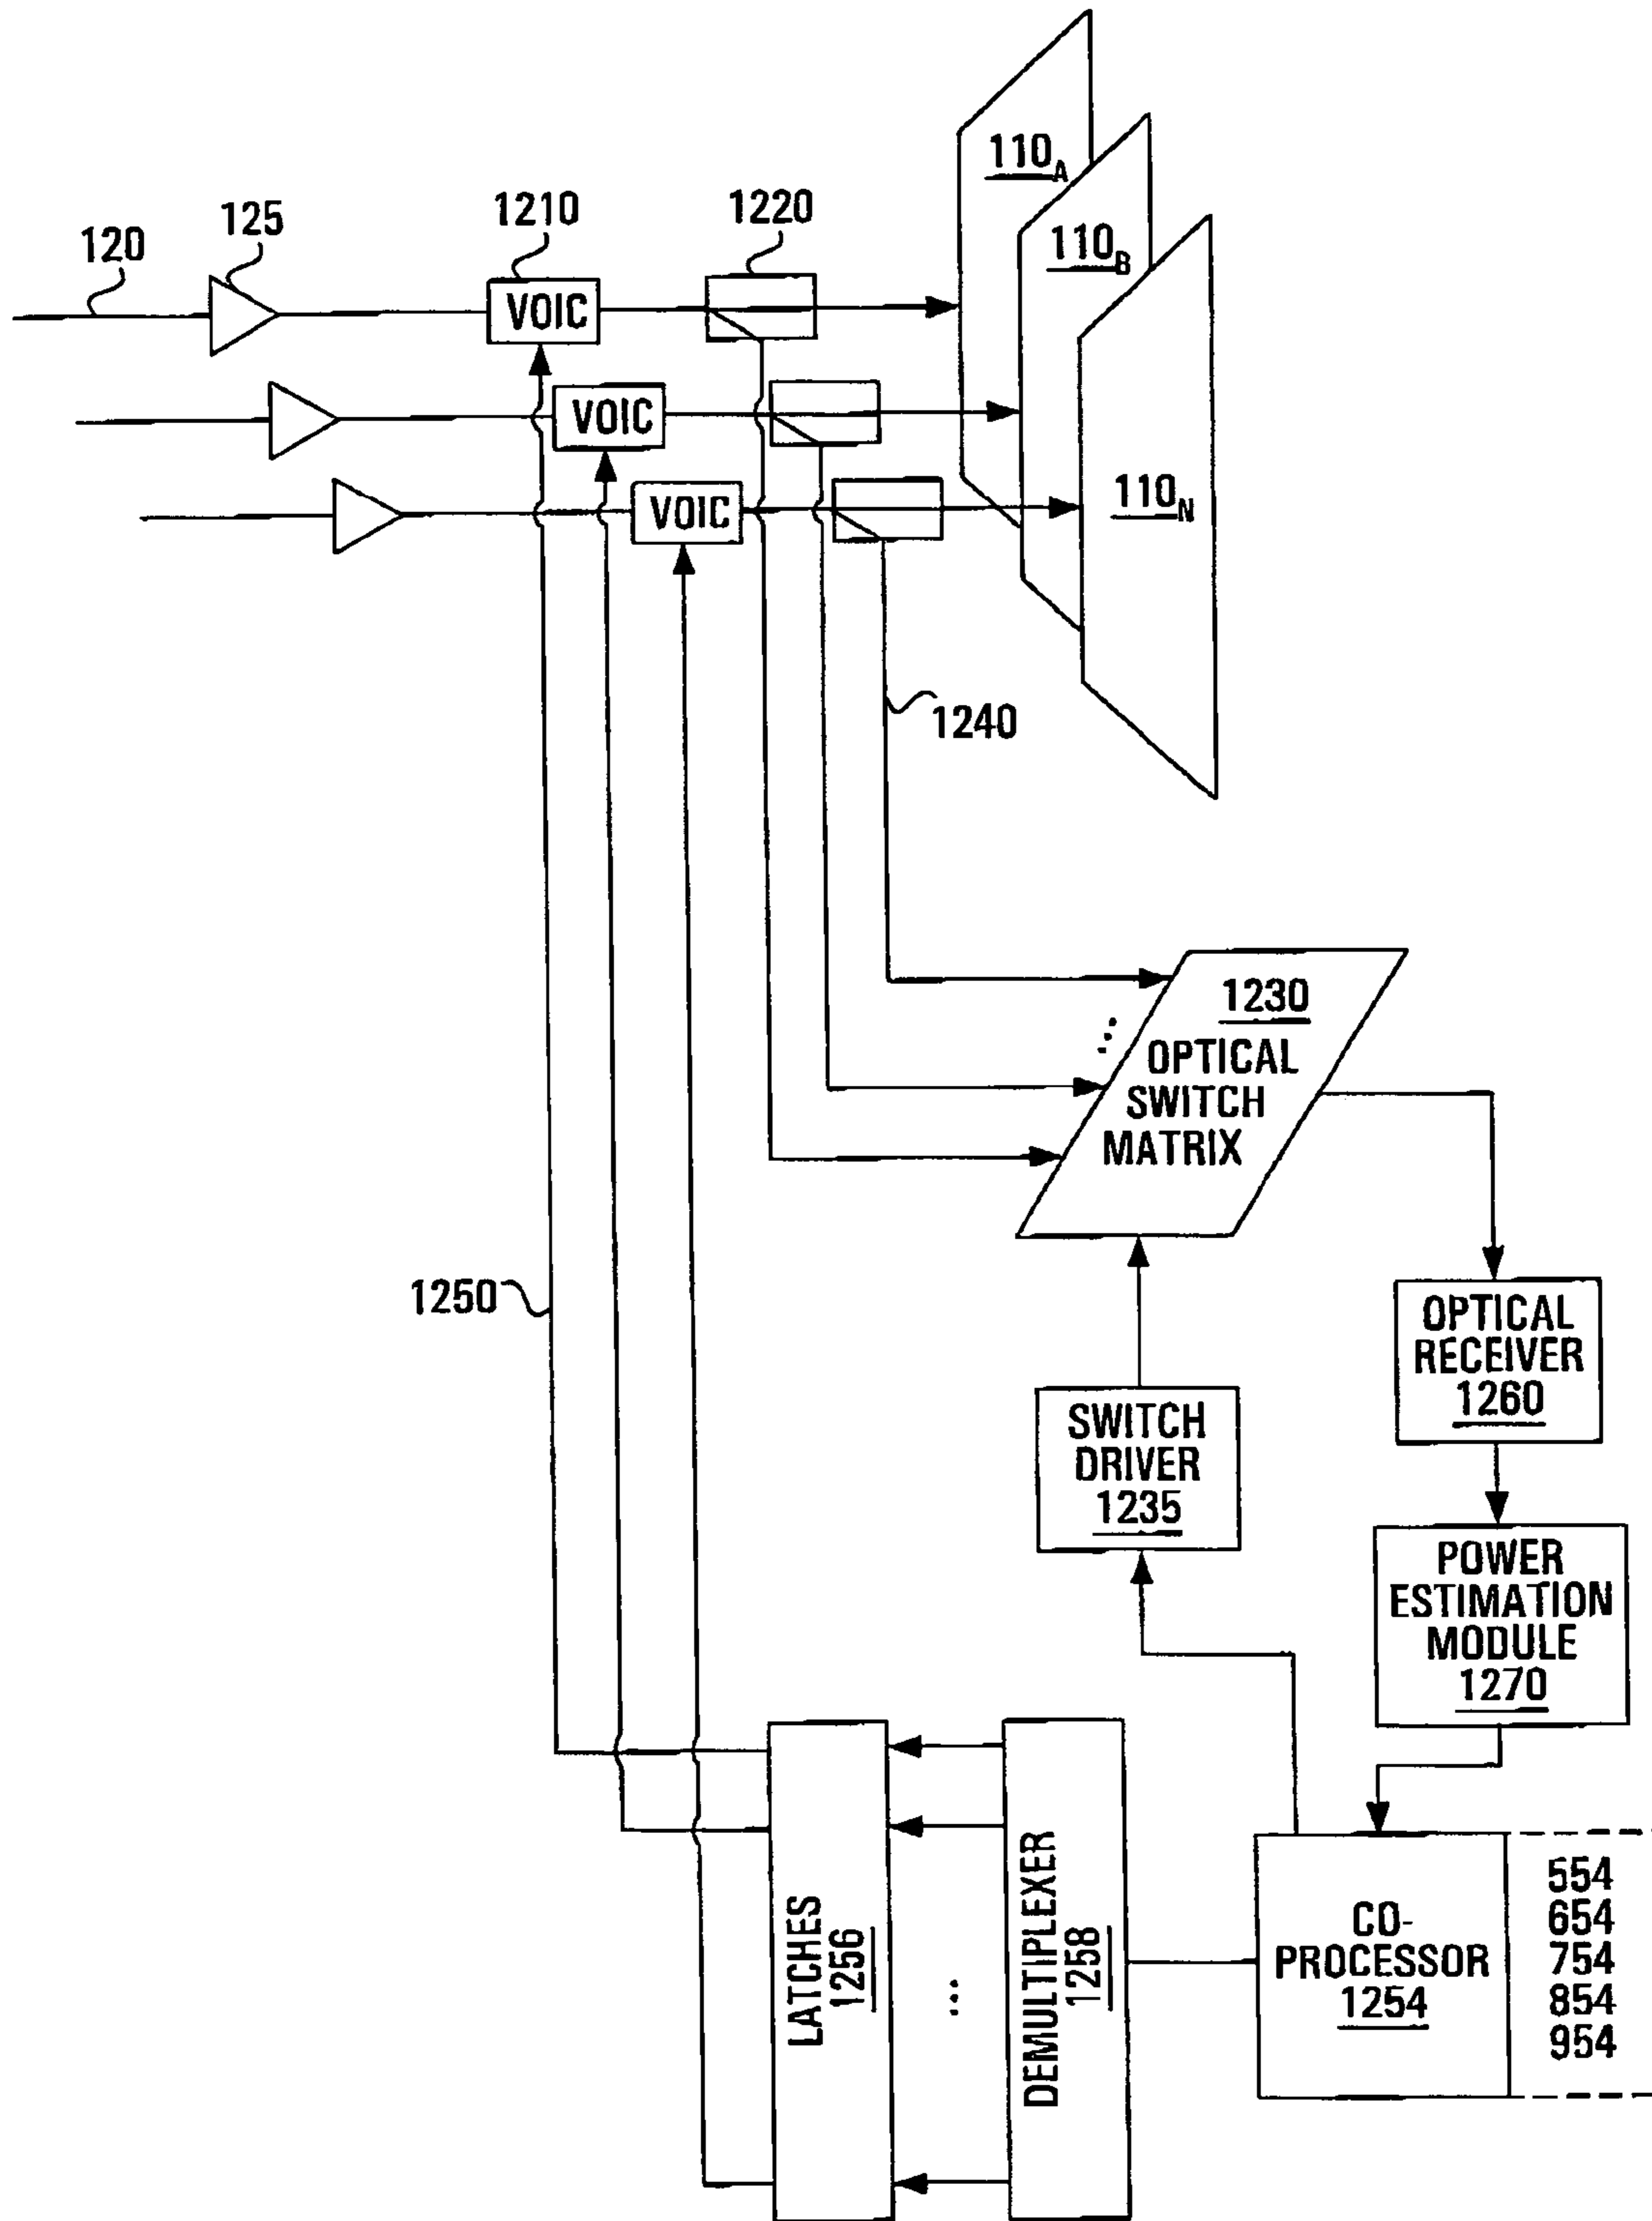 110A
1210
1220
125
120
110B
VOIC
VOIC
110N
VOIC
1240
1230
OPTICAL
SWITCH
MATRIX
1250
OPTICAL
RECEIVER
1260
SWITCH
DRIVER
1235
POWER
ESTIMATION
MODULE
1270
LATCHES
1256
...
DEMULTIPLEXER
1258
CO-
PROCESSOR
1254
554
654
754
854
954